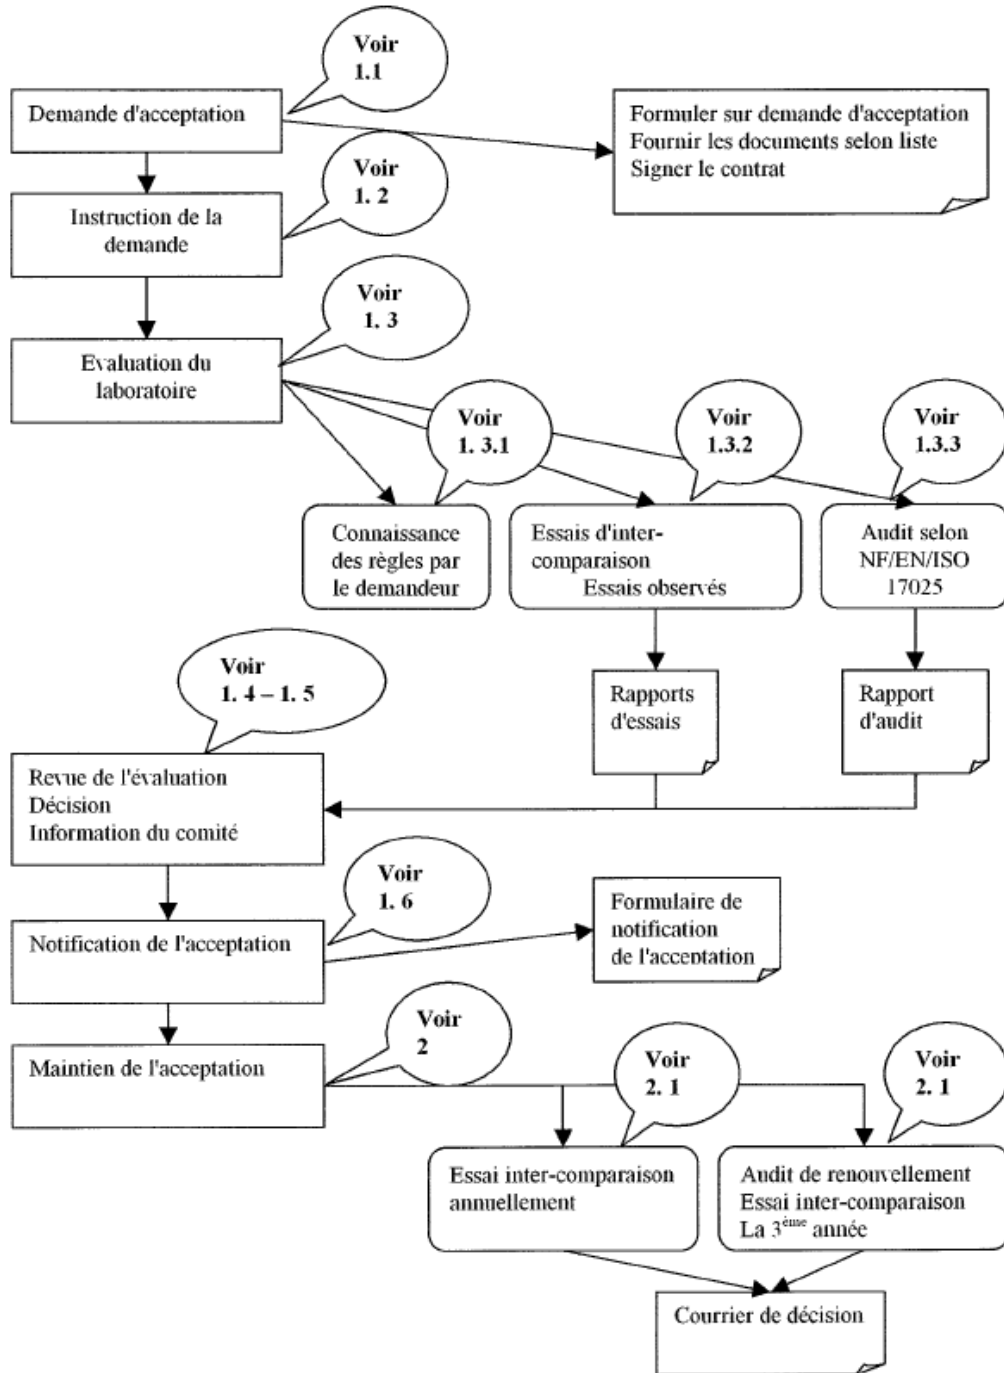 Voir
1.1
Demande d'acceptation
Formuler sur demande d'acceptation
Fournir les documents selon liste
Signer le contrat
Voir
1. 2
Instruction de la
demande
Voir
1. 3
Evaluation du
laboratoire
Voir
1. 3.1
Voir
1.3.2
Voir
1.3.3
Connaissance
des règles par
le demandeur
Essais d'inter-
comparaison
Essais observés
Audit selon
NF/EN/ISO
17025
Voir
1. 4 – 1. 5
Rapports
d'essais
Rapport
d'audit
Revue de l'évaluation
Décision
Information du comité
Voir
1. 6
Notification de l'acceptation
Formulaire de
notification
de l'acceptation
Voir
2
Maintien de l'acceptation
Voir
2. 1
Voir
2. 1
Essai inter-comparaison
annuellement
Audit de renouvellement
Essai inter-comparaison
La 3ème année
Courrier de décision